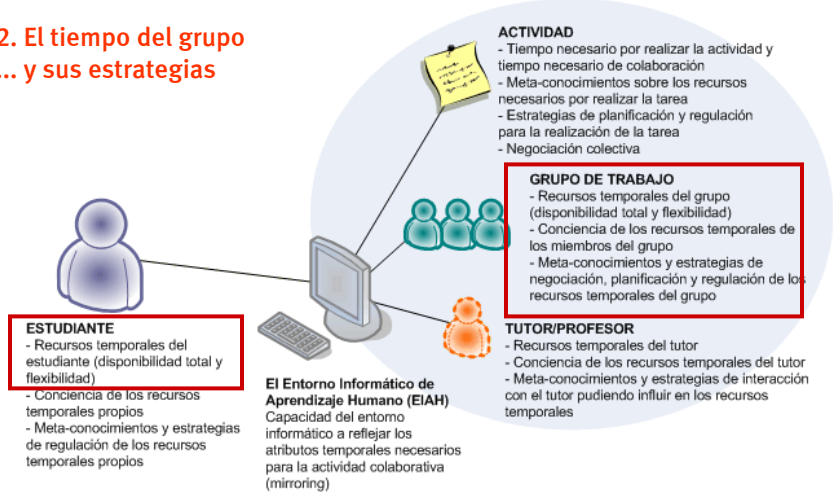 2. El tiempo del grupo
... y sus estrategias
ACTIVIDAD
- Tiempo necesario por realizar la actividad y
tiempo necesario de colaboración
- Meta-conocimientos sobre los recursos
necesarios por realizar la tarea
- Estrategias de planificación y regulación
para la realización de la tarea
- Negociación colectiva
GRUPO DE TRABAJO
- Recursos temporales del grupo
(disponibilidad total y flexibilidad)
- Conciencia de los recursos temporales de
los miembros del grupo
- Meta-conocimientos y estrategias de
negociación, planificación y regulación de los
recursos temporales del grupo
ESTUDIANTE
- Recursos temporales del
estudiante (disponibilidad total y
flexibilidad)
- Conciencia de los recursos
temporales propios
- Meta-conocimientos y estrategias
de regulación de los recursos
temporales propios
El Entorno Informático de
Aprendizaje Humano (EIAH)
Capacidad del entorno
informático a reflejar los
atributos temporales necesarios
para la actividad colaborativa
(mirroring)
TUTOR/PROFESOR
- Recursos temporales del tutor
- Conciencia de los recursos temporales del tutor
- Meta-conocimientos y estrategias de interacción
con el tutor pudiendo influir en los recursos
temporales